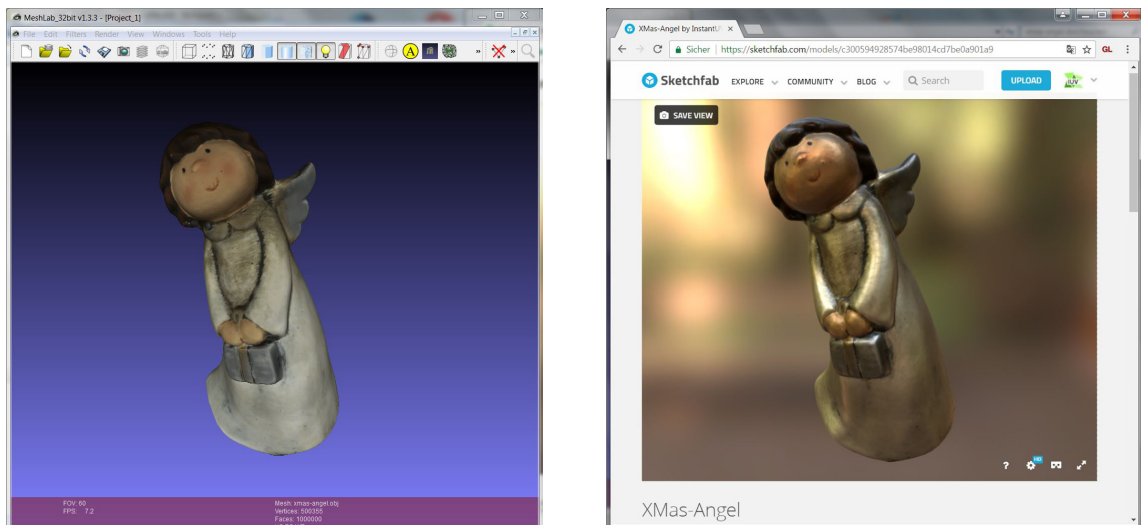 MeshLab_32bit v1.3.3 - [Project_1]
File Edit Filters Render View Windows Tools Help
A
FOV: 60
FPS: 7.2
Mesh: xmas-angel.obj
Vertices: 500355
Faces: 1000000
XMas-Angel by Instant
Sicher | https://sketchfab.com/models/c300594928574be98014cd7be0a901a9
GL
Sketchfab EXPLORE COMMUNITY BLOG Search UPLOAD
SAVE VIEW
? HD
XMas-Angel